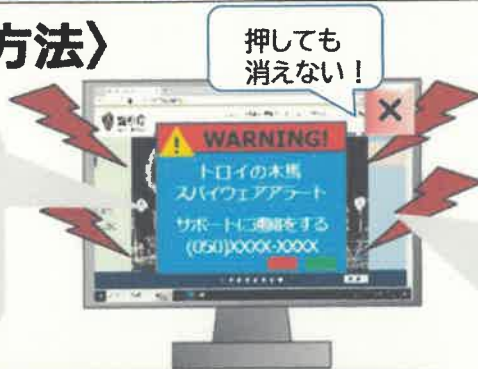 方法〉
押しても
消えない！
WARNING!
トロイの木馬
スパイウェアアラート
サポートに連絡をする
(050)XXXX-XXXX